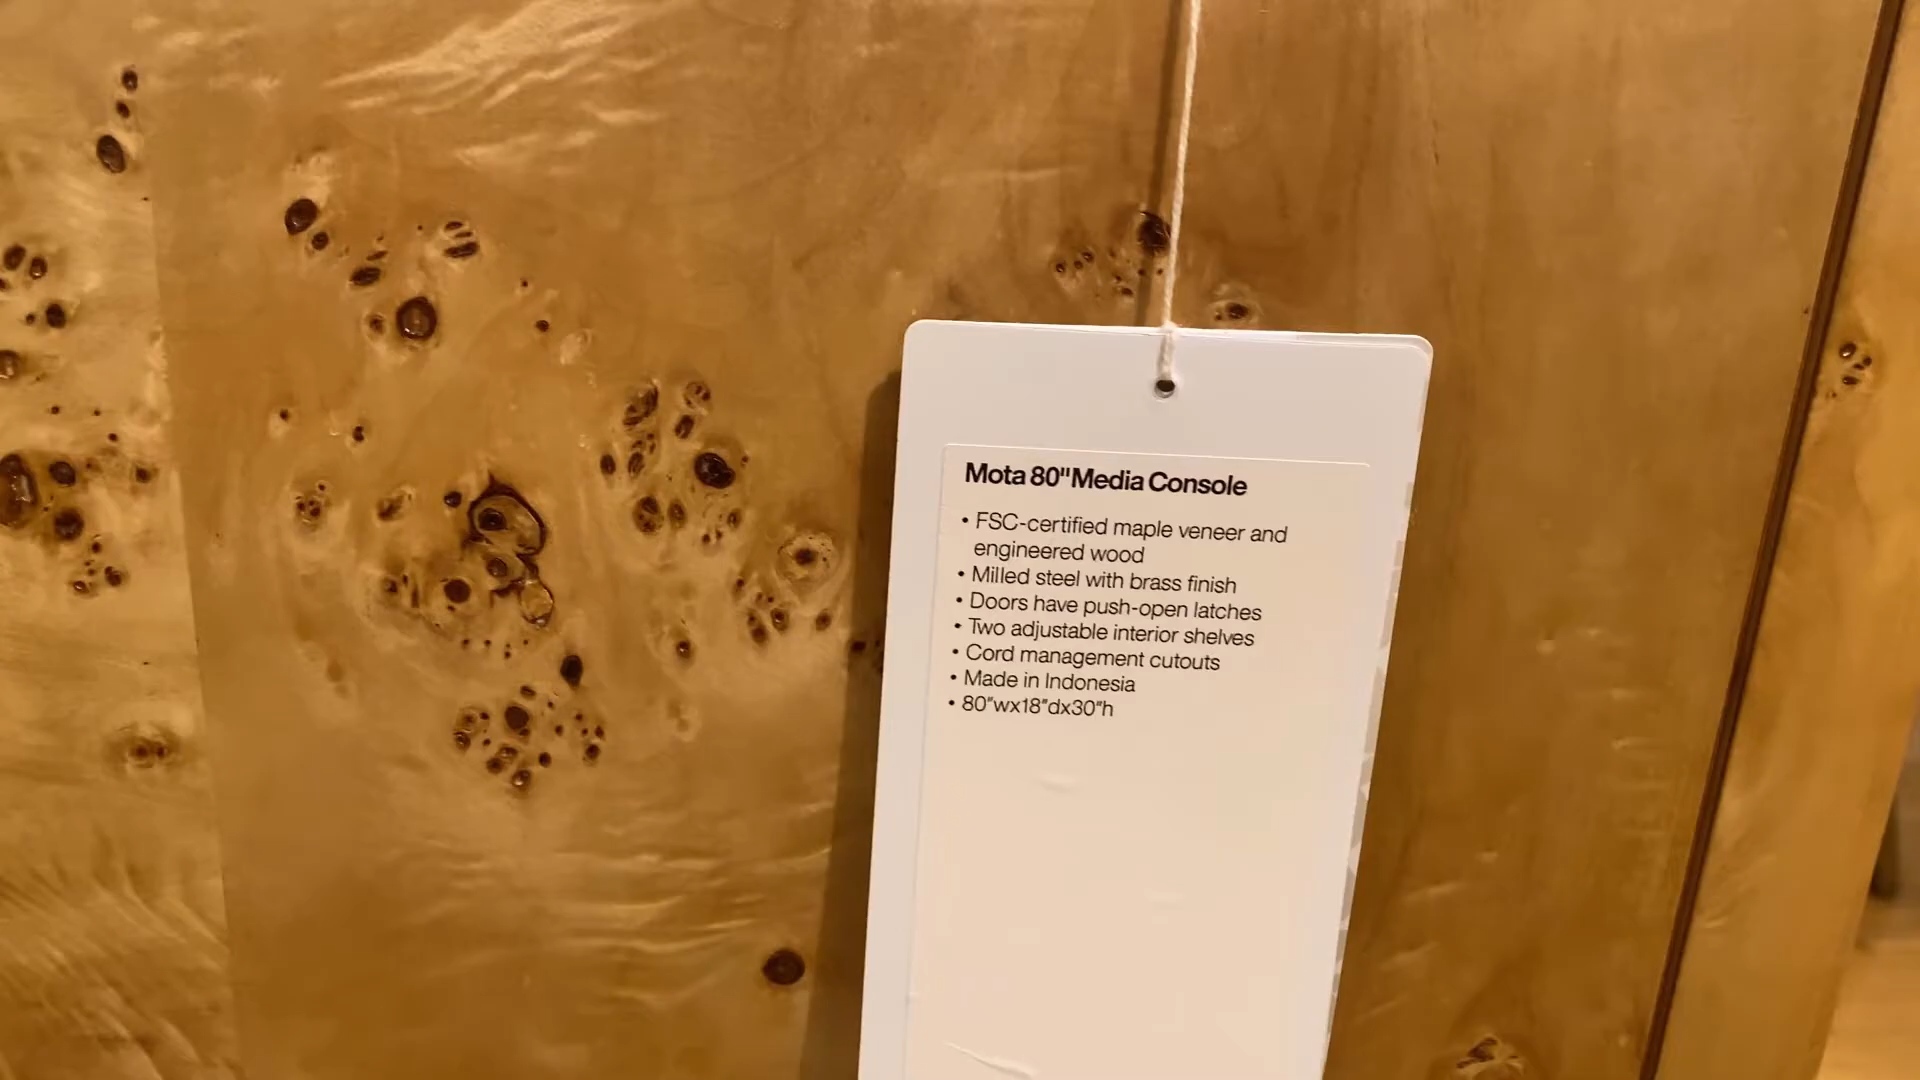 Mota 80"Media Console
• FSC-certified maple veneer and
engineered wood
• Milled steel with brass finish
• Doors have push-open latches
• Two adjustable interior shelves
• Cord management cutouts
• Made in Indonesia
• 80"wx18"dx30"h